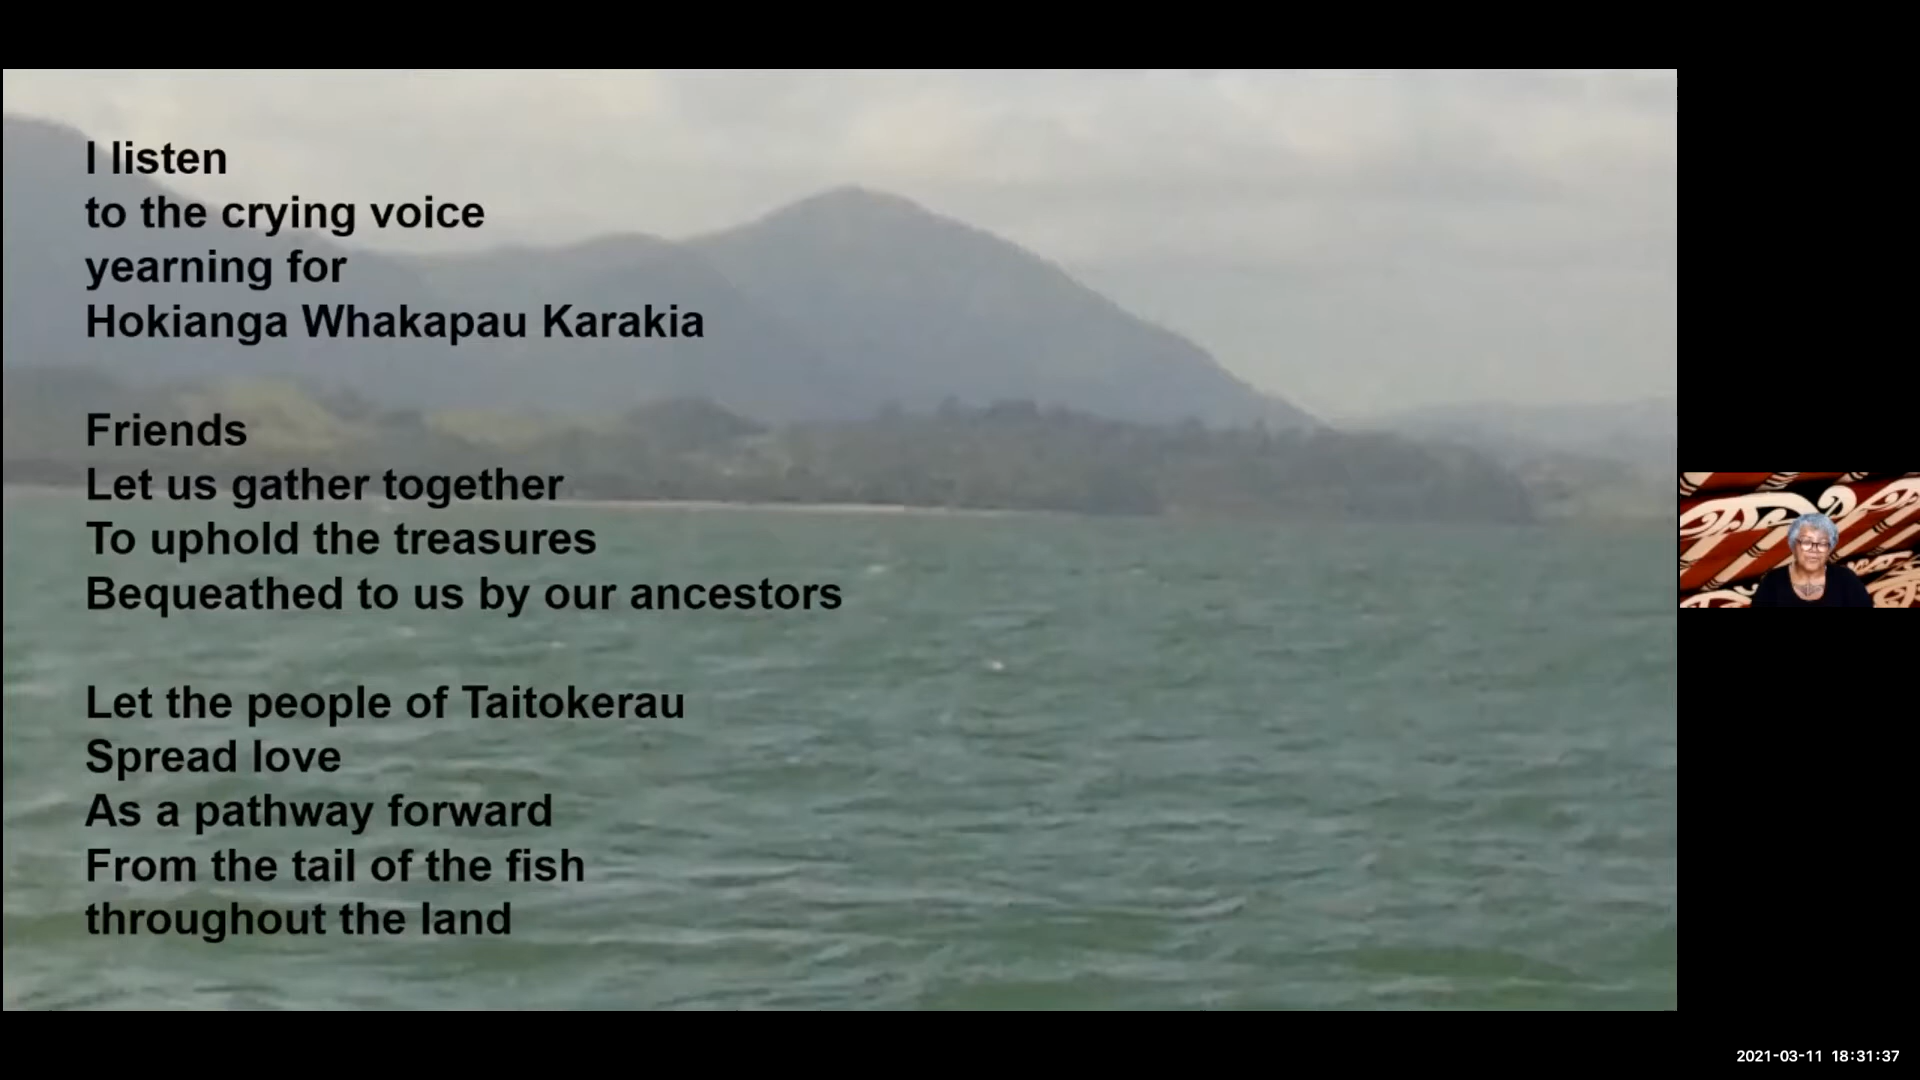 I listen
to the crying voice
yearning for
Hokianga Whakapau Karakia
Friends
Let us gather together
To uphold the treasures
Bequeathed to us by our ancestors
Let the people of Taitokerau
Spread love
As a pathway forward
From the tail of the fish
throughout the land
2021-03-11 18:31:37